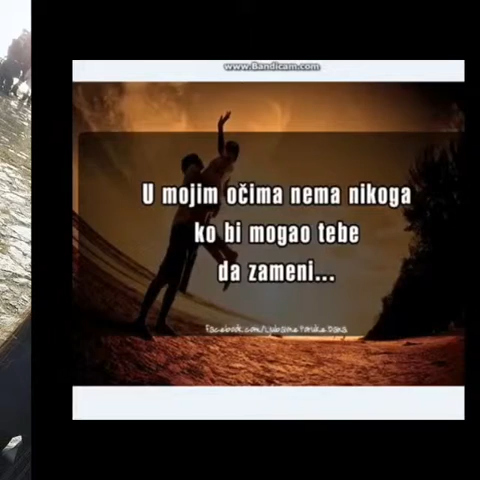 www.Bandicam.com
U mojim očima nema nikoga
ko bi mogao tebe
da zameni...